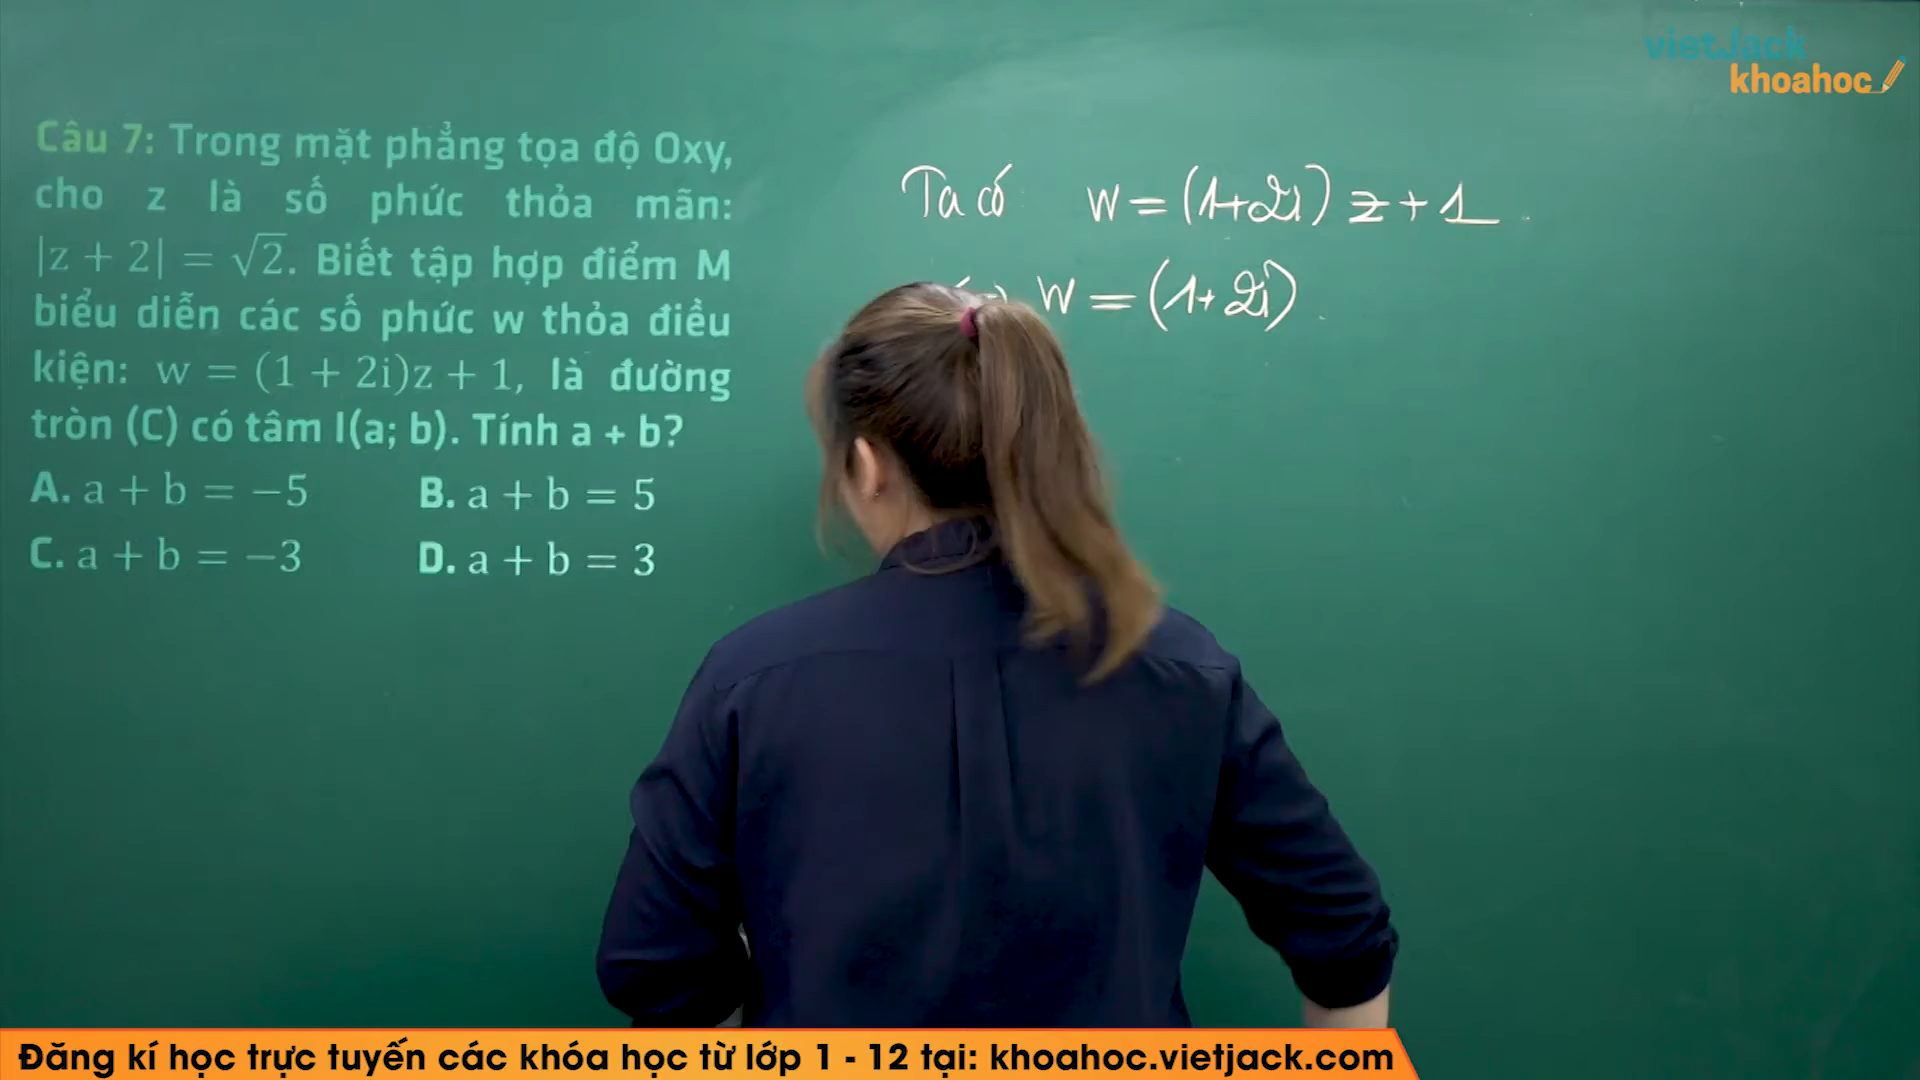 vietJack
khoahoc
Câu 7: Trong mặt phẳng tọa độ Oxy,
cho z là số phức thỏa mãn:
|z + 2| = √2. Biết tập hợp điểm M
biểu diễn các số phức w thỏa điều
kiện: w = (1 + 2i)z + 1, là đường
tròn (C) có tâm I(a; b). Tính a + b?
A. a + b = −5 B. a + b = 5
C. a + b = −3 D. a + b = 3
Ta có w = (1+2i) z + 1
w = (1+2i)
Đăng kí học trực tuyến các khóa học từ lớp 1 - 12 tại: khoahoc.vietjack.com